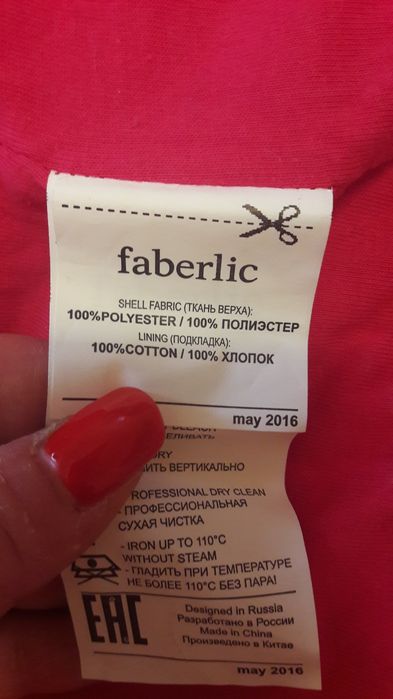 faberlic
SHELL FABRIC (ТКАНЬ ВЕРХА):
100%POLYESTER / 100% ПОЛИЭСТЕР
LINING (ПОДКЛАДКА):
100%COTTON / 100% ХЛОПОК
may 2016
ВЕРТИКАЛЬНО
DRY CLEAN
- ПРОФЕССИОНАЛЬНАЯ
СУХАЯ ЧИСТКА
- IRON UP TO 110°C
WITHOUT STEAM
- ГЛАДИТЬ ПРИ ТЕМПЕРАТУРЕ
НЕ БОЛЕЕ 110°C БЕЗ ПАРА!
EAC
Designed in Russia
Разработано в России
Made in China
Произведено в Китае
may 2016